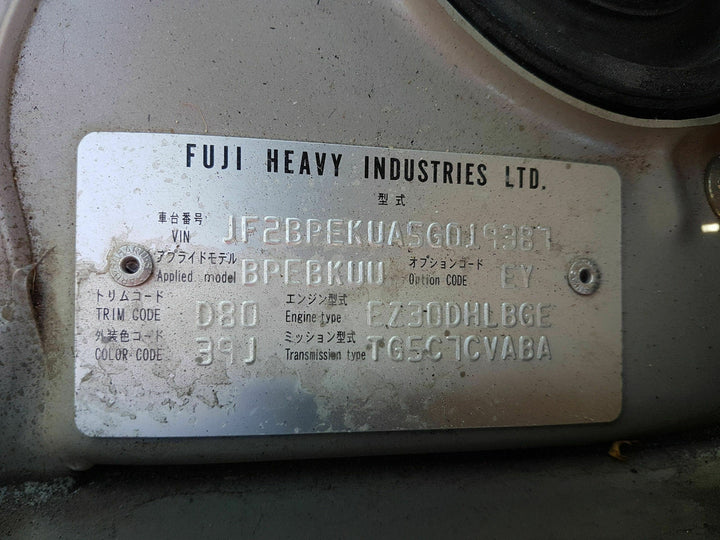 FUJI HEAVY INDUSTRIES LTD.
型式
車台番号 VIN JF2BPEKUA5G019387
アプライドモデル Applied model BPEBKUU オプションコード Option CODE EY
トリムコード TRIM CODE D80 エンジン型式 Engine type EZ30DHLBGE
外装色コード COLOR CODE 39J ミッション型式 Transmission type TG5C7CVABA